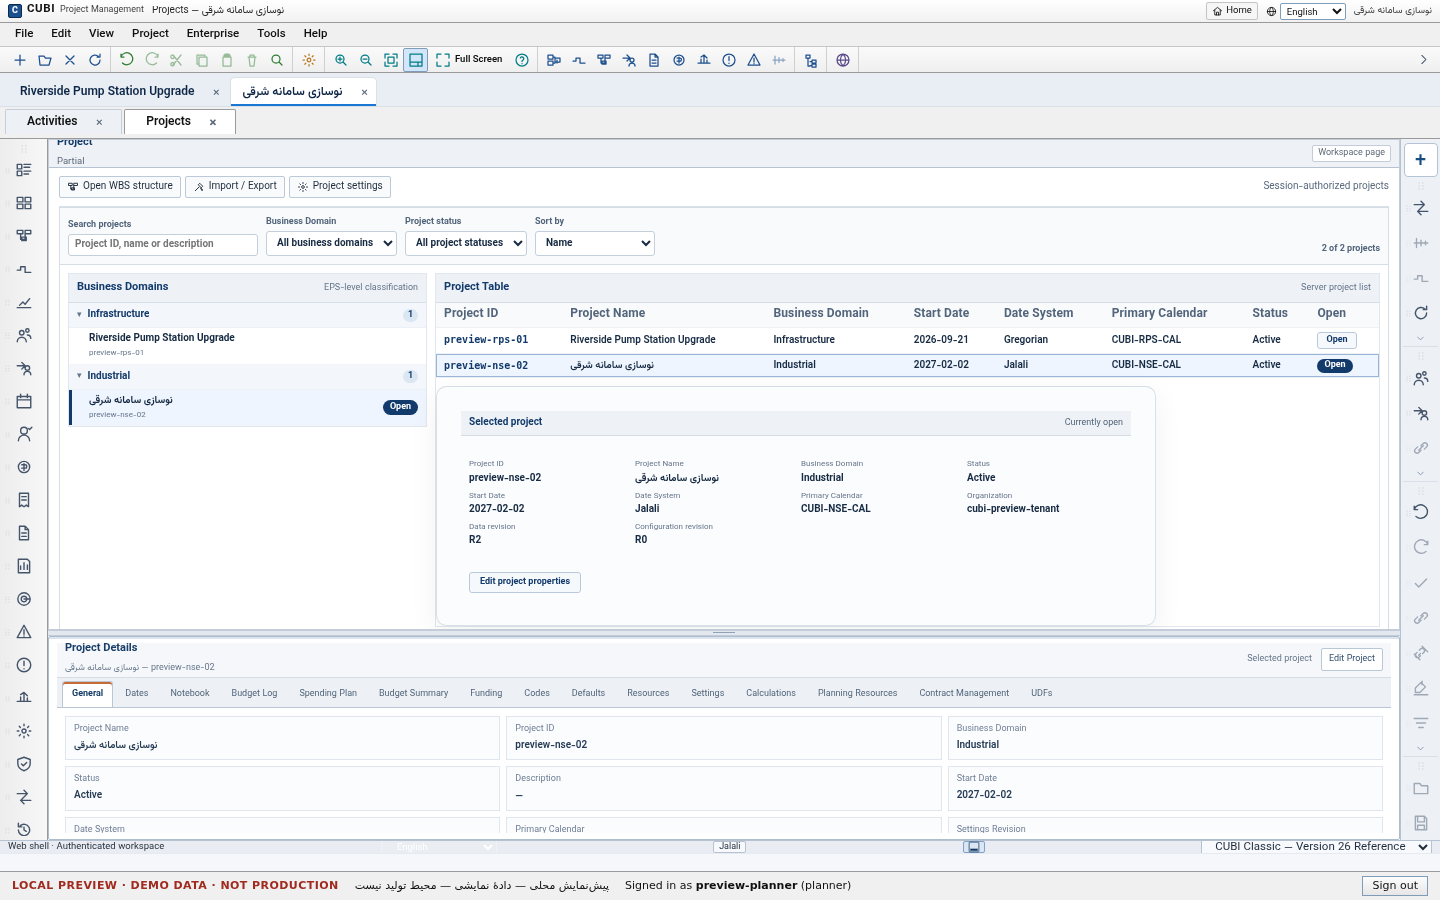 C CUBI Project Management Projects — نوسازی سامانه شرقی Home English نوسازی سامانه شرقی
File Edit View Project Enterprise Tools Help
Full Screen
Riverside Pump Station Upgrade × نوسازی سامانه شرقی ×
Activities × Projects ×
Project
Partial
Workspace page
Open WBS structure Import / Export Project settings Session-authorized projects
Search projects Business Domain Project status Sort by
Project ID, name or description All business domains All project statuses Name
2 of 2 projects
Business Domains EPS-level classification
Infrastructure 1
Riverside Pump Station Upgrade
preview-rps-01
Industrial 1
نوسازی سامانه شرقی
preview-nse-02
Open
Project Table Server project list
Project ID Project Name Business Domain Start Date Date System Primary Calendar Status Open
preview-rps-01 Riverside Pump Station Upgrade Infrastructure 2026-09-21 Gregorian CUBI-RPS-CAL Active Open
preview-nse-02 نوسازی سامانه شرقی Industrial 2027-02-02 Jalali CUBI-NSE-CAL Active Open
Selected project Currently open
Project ID Project Name Business Domain Status
preview-nse-02 نوسازی سامانه شرقی Industrial Active
Start Date Date System Primary Calendar Organization
2027-02-02 Jalali CUBI-NSE-CAL cubi-preview-tenant
Data revision Configuration revision
R2 R0
Edit project properties
Project Details
نوسازی سامانه شرقی — preview-nse-02
Selected project Edit Project
General Dates Notebook Budget Log Spending Plan Budget Summary Funding Codes Defaults Resources Settings Calculations Planning Resources Contract Management UDFs
Project Name Project ID Business Domain
نوسازی سامانه شرقی preview-nse-02 Industrial
Status Description Start Date
Active — 2027-02-02
Date System Primary Calendar Settings Revision
Web shell · Authenticated workspace English Jalali CUBI Classic — Version 26 Reference
LOCAL PREVIEW · DEMO DATA · NOT PRODUCTION پیش‌نمایش محلی — دادهٔ نمایشی — محیط تولید نیست Signed in as preview-planner (planner) Sign out